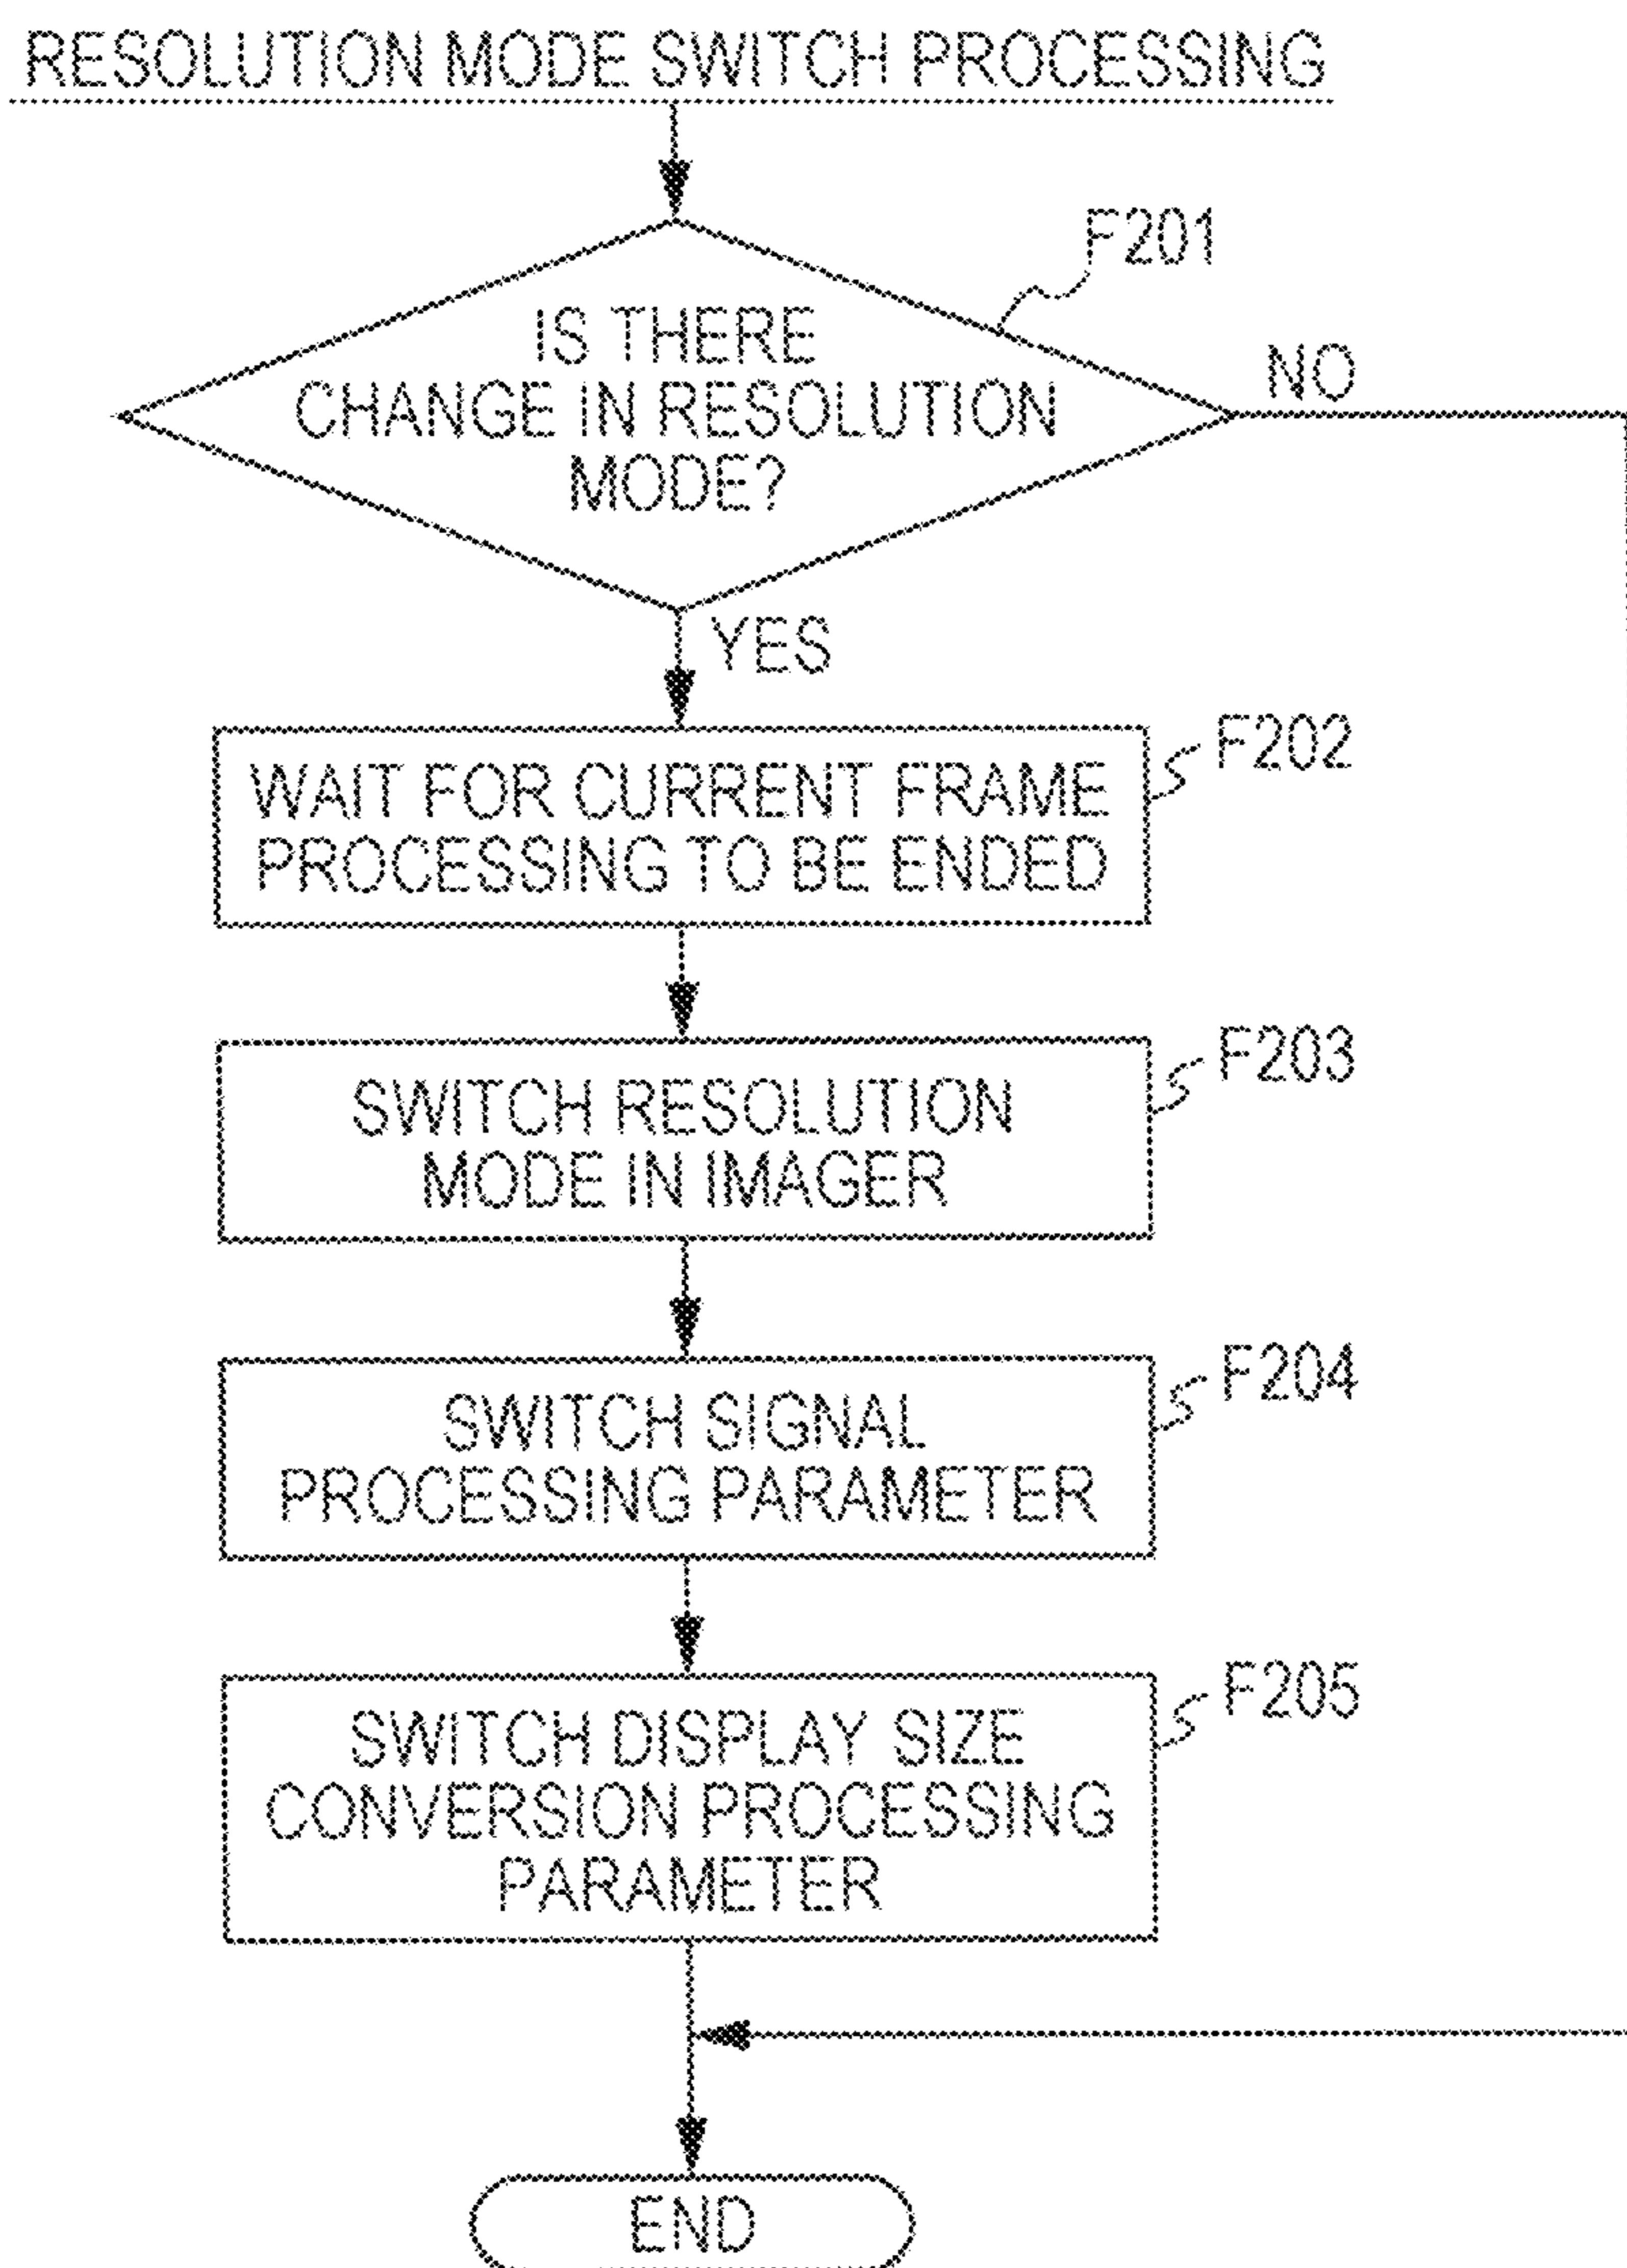 RESOLUTION MODE SWITCH PROCESSING
F201
IS THERE
CHANGE IN RESOLUTION
MODE?
NO
YES
F202
WAIT FOR CURRENT FRAME
PROCESSING TO BE ENDED
F203
SWITCH RESOLUTION
MODE IN IMAGER
F204
SWITCH SIGNAL
PROCESSING PARAMETER
F205
SWITCH DISPLAY SIZE
CONVERSION PROCESSING
PARAMETER
END